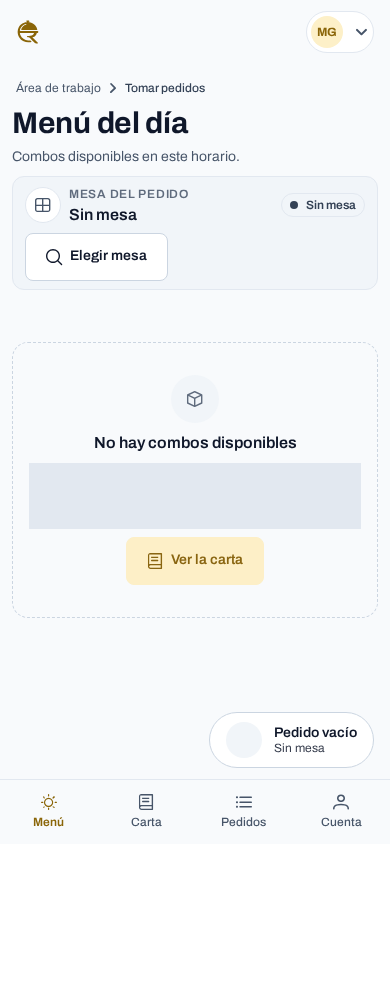 MG
Área de trabajo
Tomar pedidos
Menú del día
Combos disponibles en este horario.
MESA DEL PEDIDO
Sin mesa
Sin mesa
Elegir mesa
No hay combos disponibles
Ver la carta
Pedido vacío
Sin mesa
Menú
Carta
Pedidos
Cuenta